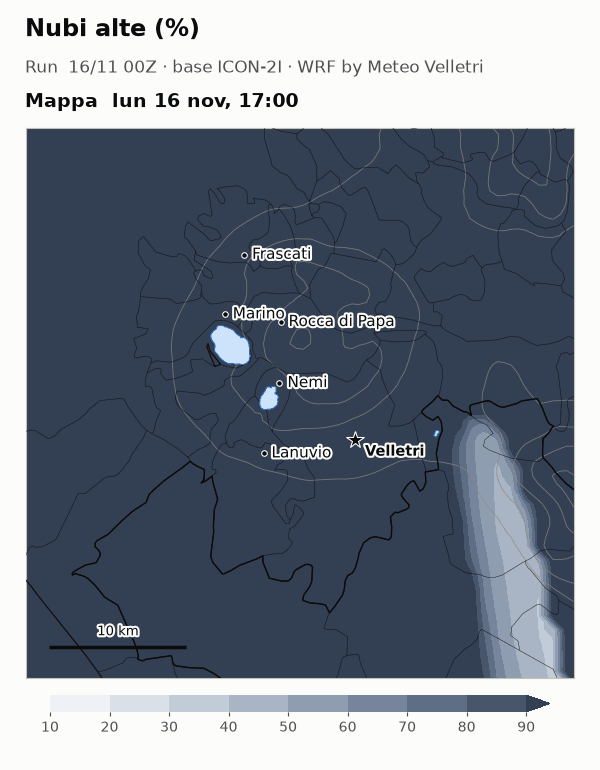 Nubi alte (%)
Run  16/11 00Z · base ICON-2I · WRF by Meteo Velletri
Mappa  lun 16 nov, 17:00
Frascati
Marino
Rocca di Papa
Nemi
Velletri
Lanuvio
10 km
10 20 30 40 50 60 70 80 90